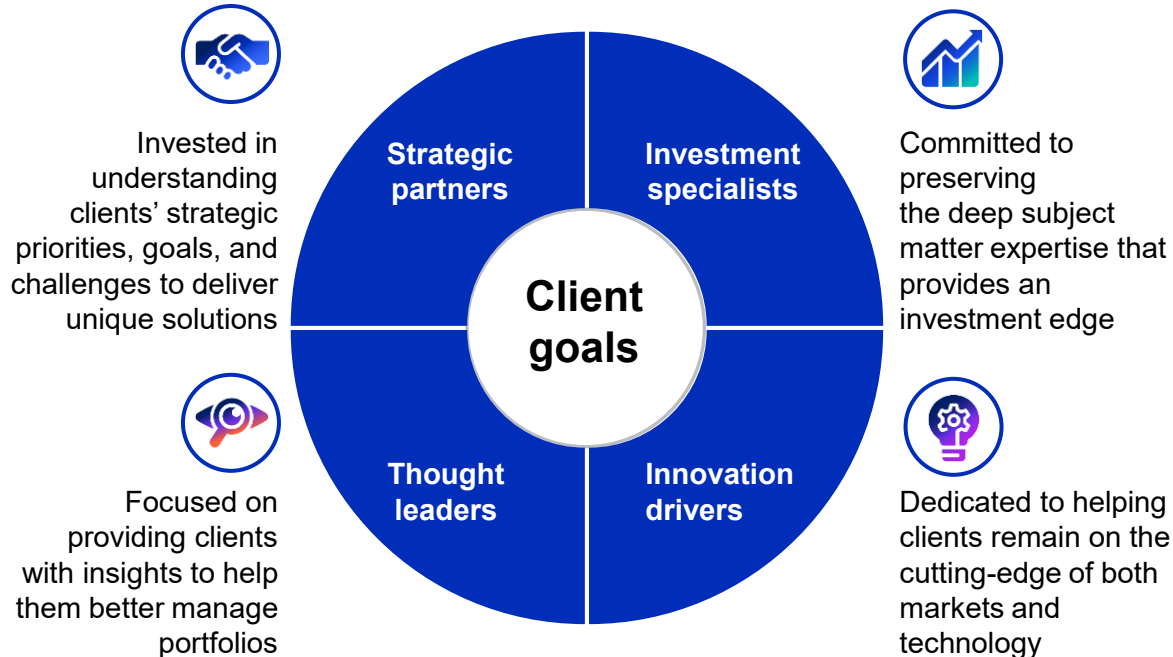 Invested in
understanding
clients’ strategic
priorities, goals, and
challenges to deliver
unique solutions
Strategic
partners
Investment
specialists
Committed to
preserving
the deep subject
matter expertise that
provides an
investment edge
Client
goals
Focused on
providing clients
with insights to help
them better manage
portfolios
Thought
leaders
Innovation
drivers
Dedicated to helping
clients remain on the
cutting-edge of both
markets and
technology